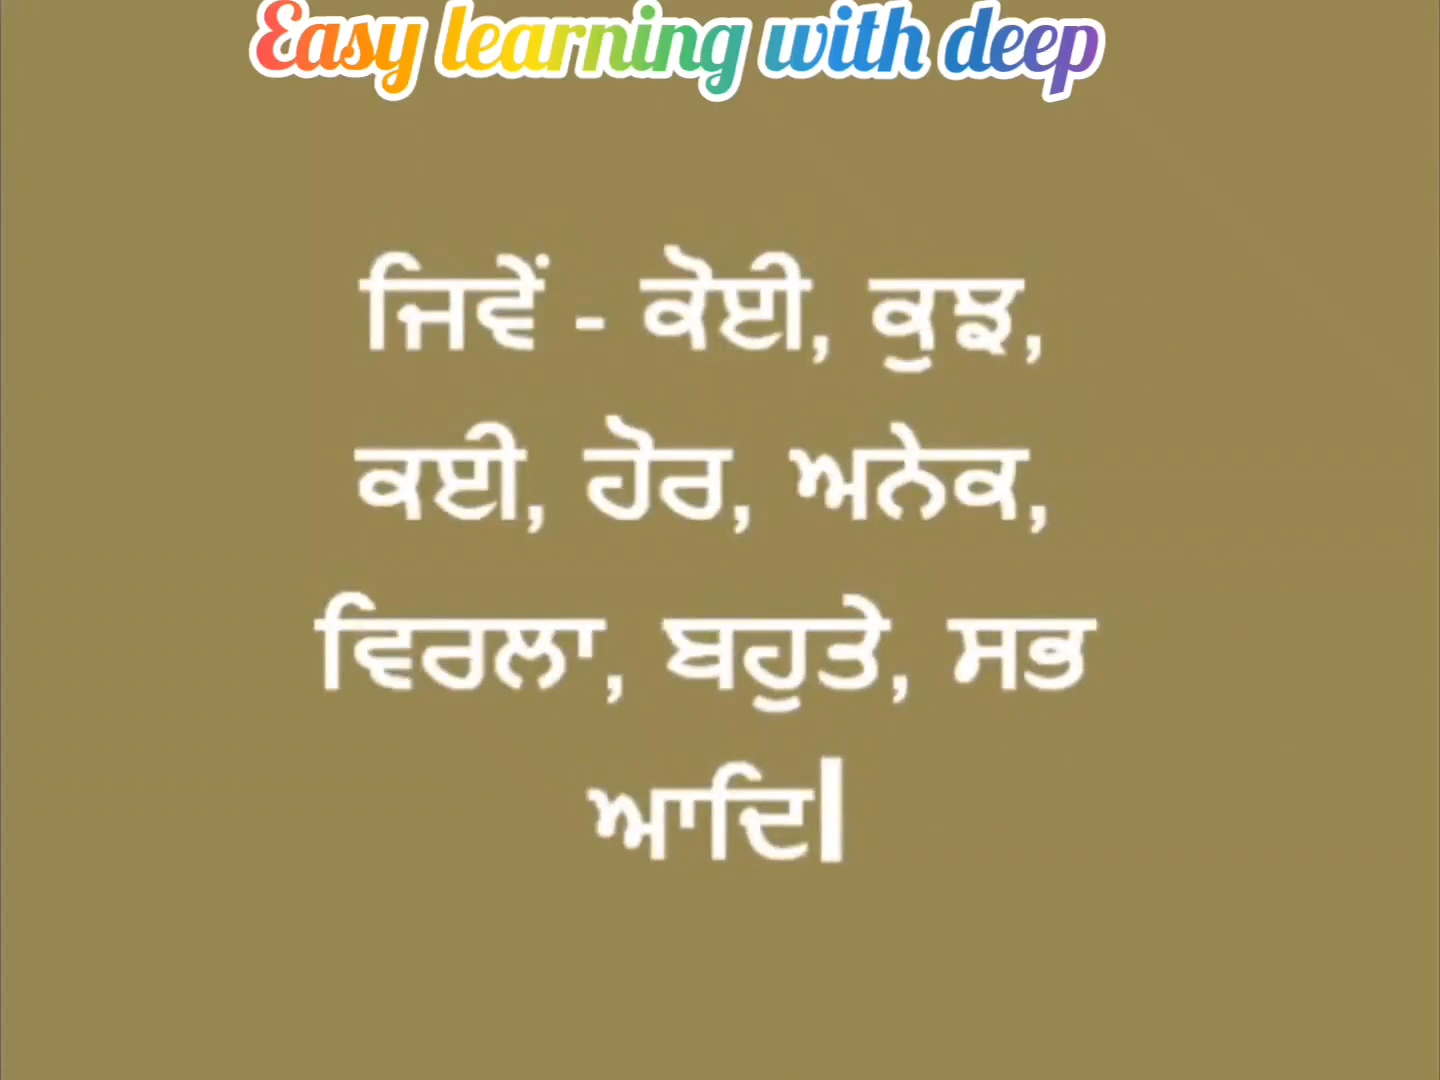 Easy learning with deep
ਜਿਵੇਂ - ਕੋਈ, ਕੁਝ,
ਕਈ, ਹੋਰ, ਅਨੇਕ,
ਵਿਰਲਾ, ਬਹੁਤੇ, ਸਭ
ਆਦਿ।